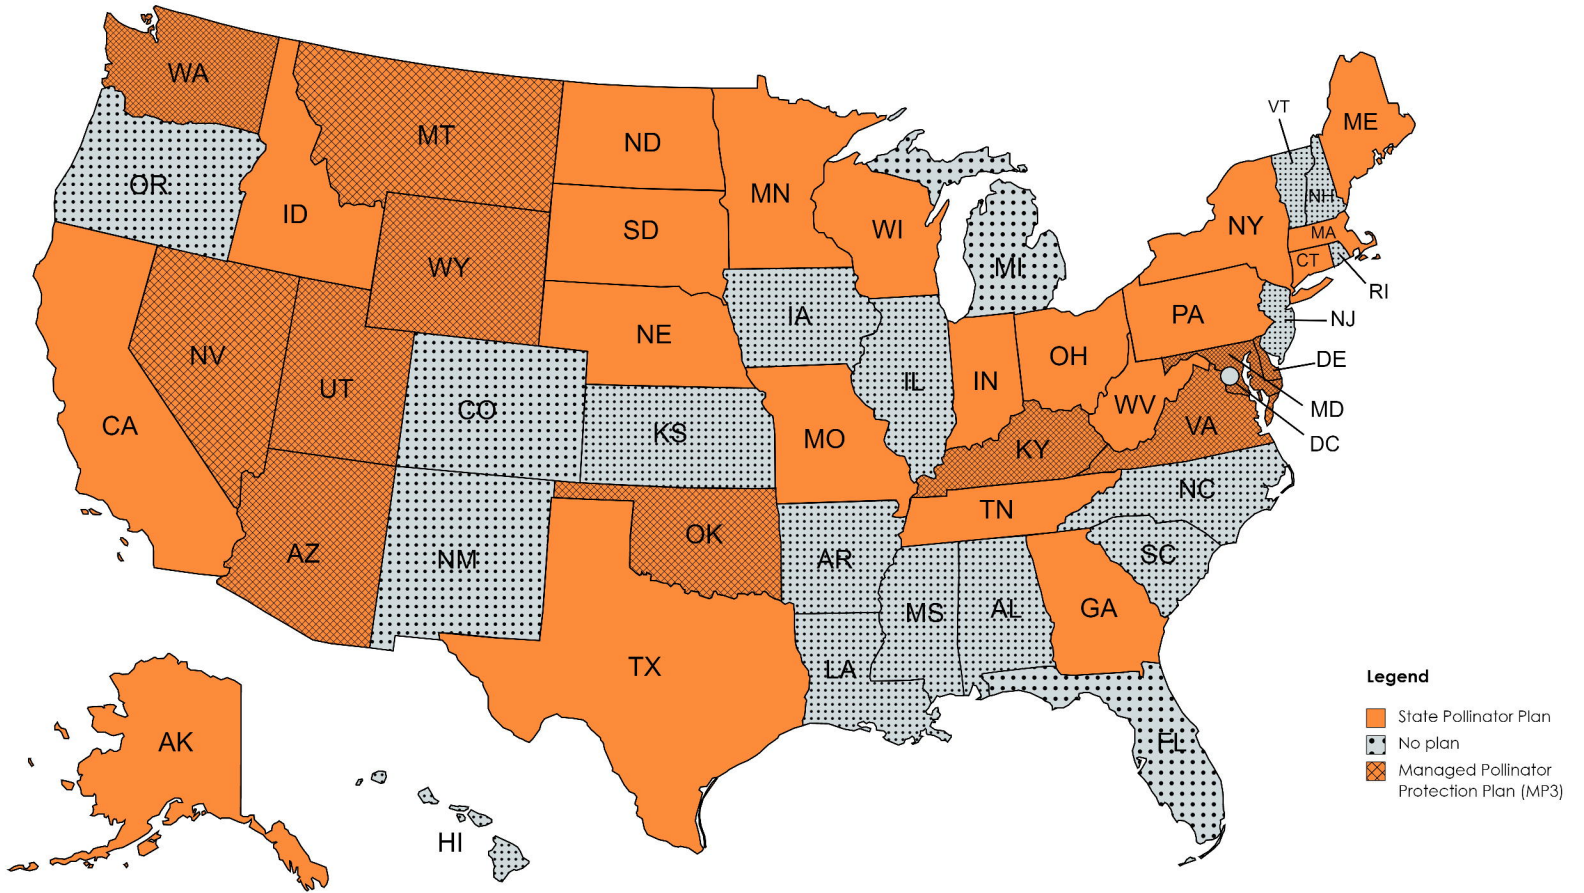 WA
MT
ND
MN
VT
ME
OR
ID
WY
SD
WI
MI
NY
NH
MA
CT
RI
NV
UT
CO
NE
IA
IL
IN
OH
PA
NJ
DE
MD
DC
CA
KS
MO
KY
WV
VA
AZ
NM
OK
AR
TN
NC
SC
TX
LA
MS
AL
GA
FL
AK
HI
Legend
State Pollinator Plan
No plan
Managed Pollinator
Protection Plan (MP3)